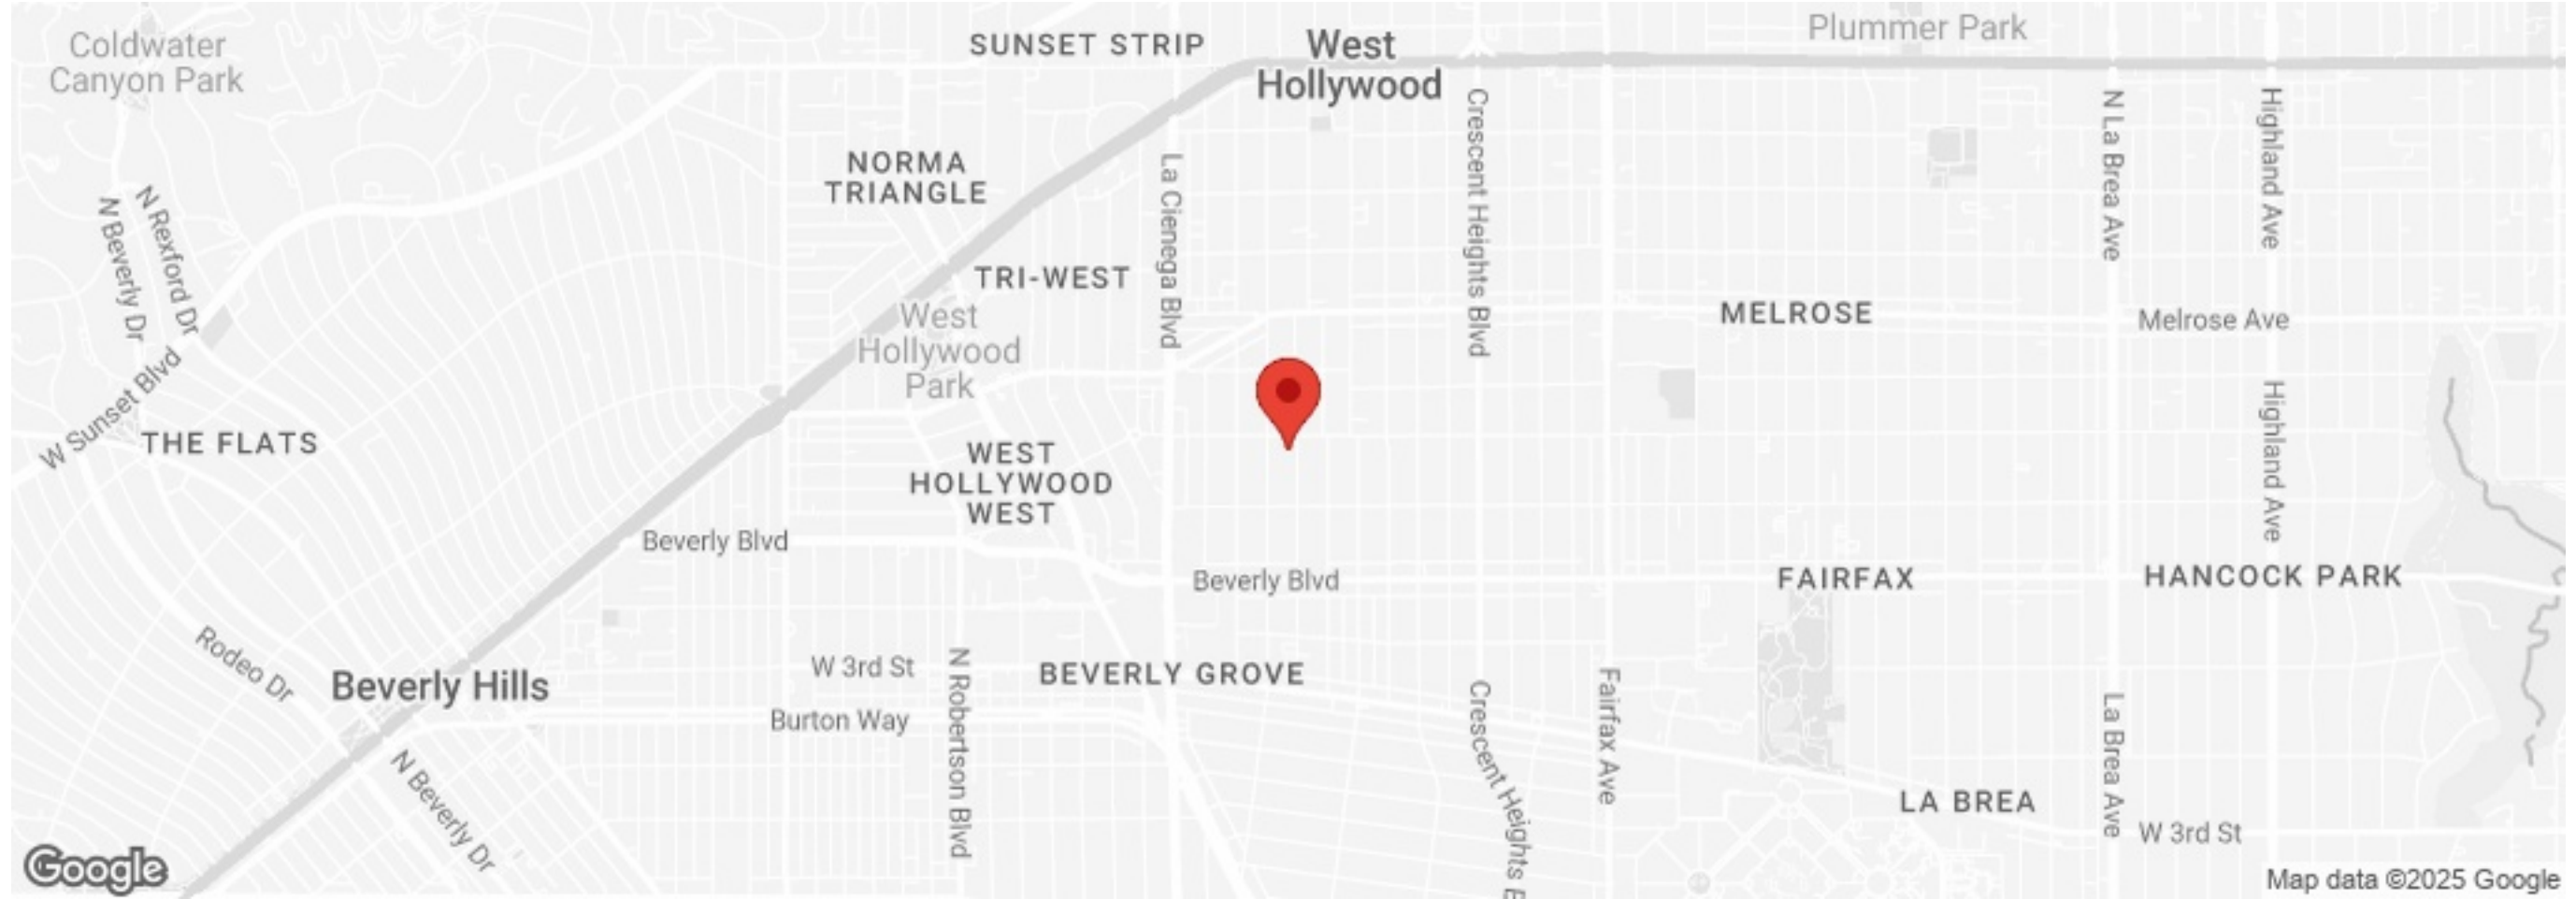 Coldwater
Canyon Park
SUNSET STRIP
West
Hollywood
Plummer Park
N La Brea Ave
Highland Ave
Crescent Heights Blvd
La Cienega Blvd
NORMA
TRIANGLE
N Rexford Dr
N Beverly Dr
TRI-WEST
West
Hollywood
Park
MELROSE
Melrose Ave
W Sunset Blvd
THE FLATS
WEST
HOLLYWOOD
WEST
Highland Ave
Beverly Blvd
Beverly Blvd
FAIRFAX
HANCOCK PARK
Rodeo Dr
Beverly Hills
W 3rd St
N Robertson Blvd
BEVERLY GROVE
Burton Way
Crescent Heights B
Fairfax Ave
La Brea Ave
N Beverly Dr
LA BREA
W 3rd St
Google
Map data ©2025 Google